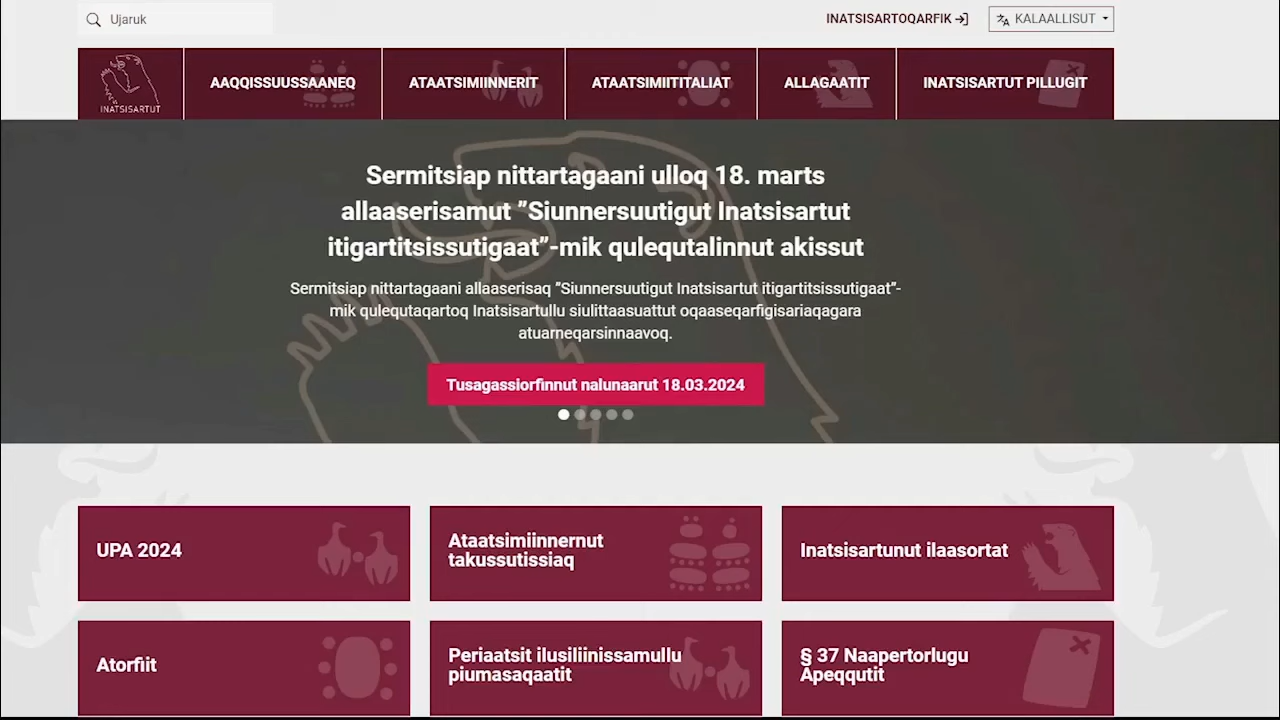 Ujaruk
INATSISARTOQARFIK
KALAALLISUT
INATSISARTUT
AAQQISSUUSSAANEQ
ATAATSIMIINNERIT
ATAATSIMIITITALIAT
ALLAGAATIT
INATSISARTUT PILLUGIT
Sermitsiap nittartagaani ulloq 18. marts
allaaserisamut ”Siunnersuutigut Inatsisartut
itigartitsissutigaat”-mik qulequtalinnut akissut
Sermitsiap nittartagaani allaaserisaq ”Siunnersuutigut Inatsisartut itigartitsissutigaat”-
mik qulequtaqartoq Inatsisartullu siulittaasuattut oqaaseqarfigisariaqagara
atuarneqarsinnaavoq.
Tusagassiorfinnut nalunaarut 18.03.2024
UPA 2024
Ataatsimiinnernut
takussutissiaq
Inatsisartunut ilaasortat
Atorfiit
Periaatsit ilusiliinissamullu
piumasaqaatit
§ 37 Naapertorlugu
Apeqqutit